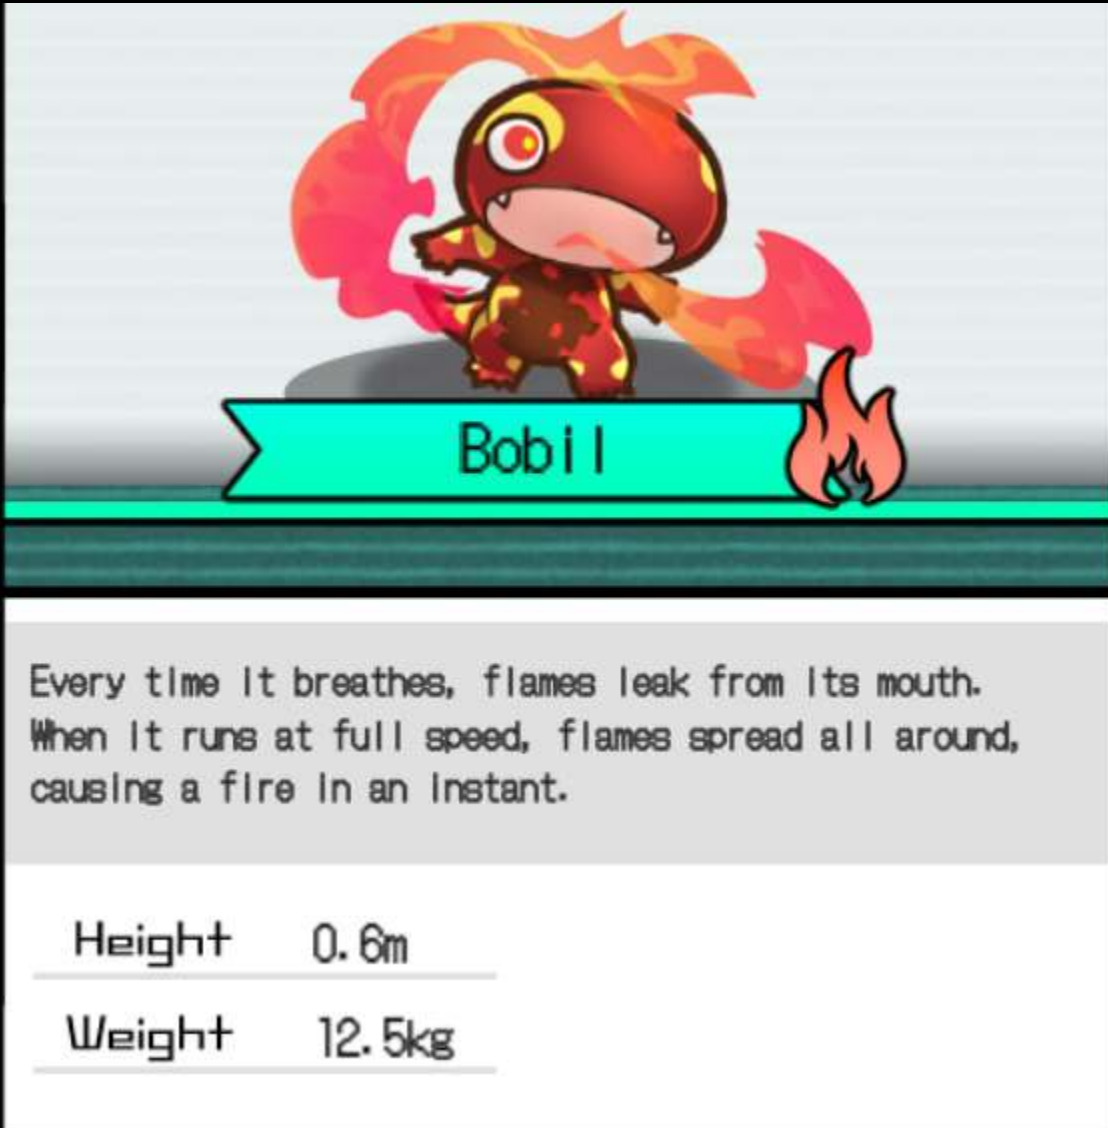 Bobil
Every time it breathes, flames leak from its mouth.
When it runs at full speed, flames spread all around,
causing a fire in an instant.
Height 0.6m
Weight 12.5kg